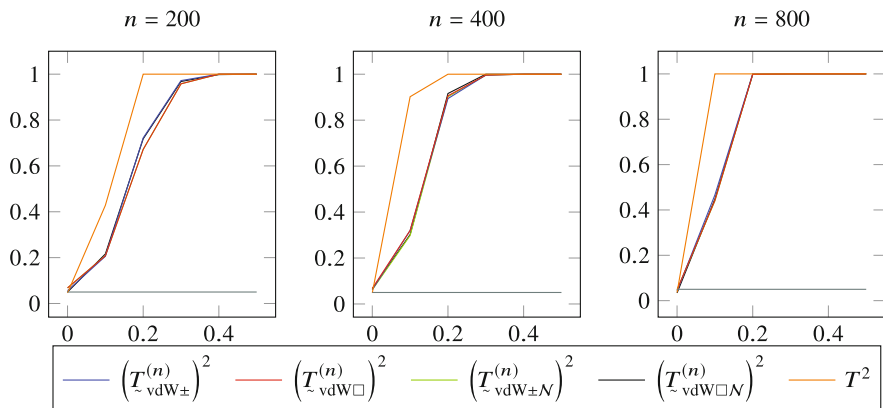 n = 200 n = 400 n = 800
1 1 1
0.8 0.8 0.8
0.6 0.6 0.6
0.4 0.4 0.4
0.2 0.2 0.2
0 0 0
0 0.2 0.4 0 0.2 0.4 0 0.2 0.4
(T̰^(n)_vdW±)^2 (T̰^(n)_vdW□)^2 (T̰^(n)_vdW±𝒩)^2 (T̰^(n)_vdW□𝒩)^2 T^2